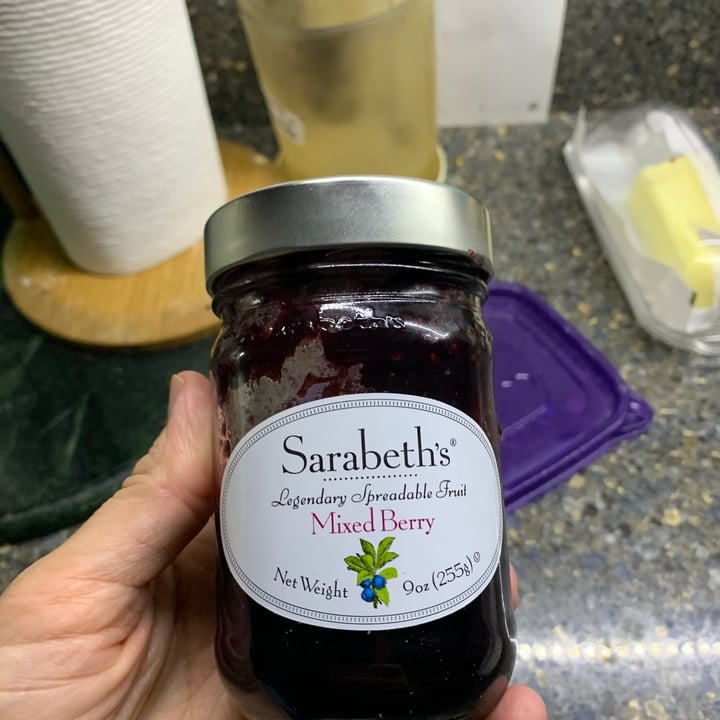 Sarabeth's®
Legendary Spreadable Fruit
Mixed Berry
Net Weight 9oz (255g)